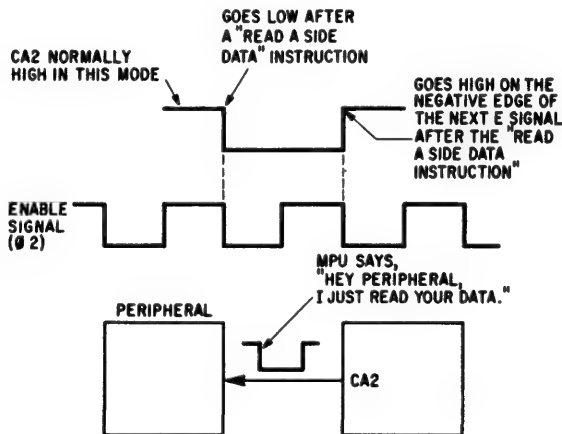 GOES LOW AFTER
A "READ A SIDE
DATA" INSTRUCTION
CA2 NORMALLY
HIGH IN THIS MODE
GOES HIGH ON THE
NEGATIVE EDGE OF
THE NEXT E SIGNAL
AFTER THE "READ
A SIDE DATA
INSTRUCTION"
ENABLE
SIGNAL
(Ø 2)
MPU SAYS,
"HEY PERIPHERAL,
I JUST READ YOUR DATA."
PERIPHERAL
CA2